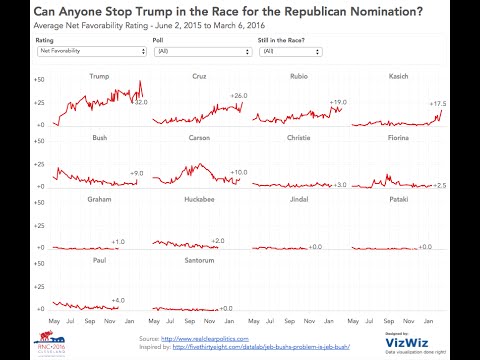 Can Anyone Stop Trump in the Race for the Republican Nomination?
Average Net Favorability Rating - June 2, 2015 to March 6, 2016
Rating Poll Still in the Race?
Net Favorability (All) (All)
Trump Cruz Rubio Kasich
+50
+25
+0
32.0 +26.0 +19.0 +17.5
Bush Carson Christie Fiorina
+50
+25
+0
+9.0 +10.0 +3.0 +2.5
Graham Huckabee Jindal Pataki
+50
+25
+0
+1.0 +2.0 +0.0 +0.0
Paul Santorum
+50
+25
+0
+4.0 +0.0
May Jul Sep Nov Jan May Jul Sep Nov Jan May Jul Sep Nov Jan May Jul Sep Nov Jan
RNC•2016
CLEVELAND
Source: http://www.realclearpolitics.com
Inspired by: http://fivethirtyeight.com/datalab/jeb-bushs-problem-is-jeb-bush/
Designed by:
VizWiz
Data visualization done right!